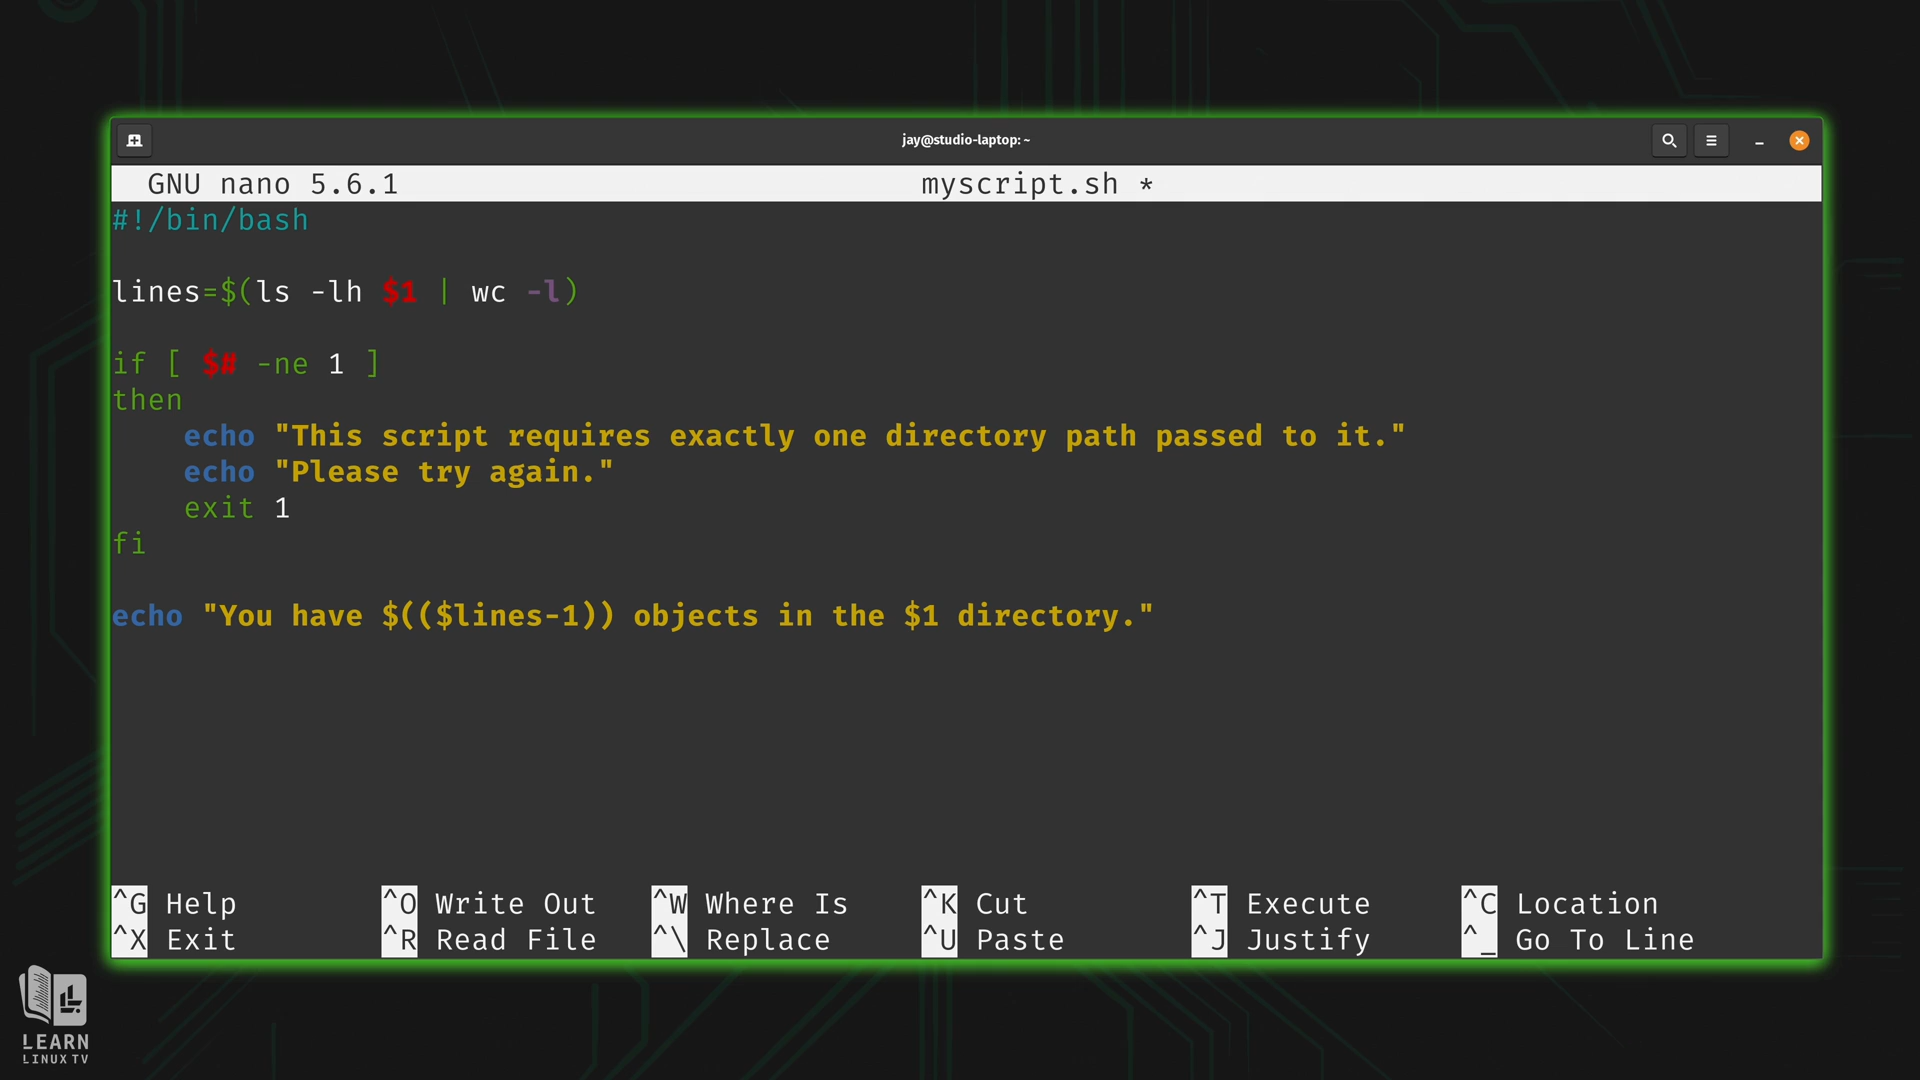 jay@studio-laptop: ~
GNU nano 5.6.1 myscript.sh *
#!/bin/bash
lines=$(ls -lh $1 | wc -l)
if [ $# -ne 1 ]
then
    echo "This script requires exactly one directory path passed to it."
    echo "Please try again."
    exit 1
fi
echo "You have $(($lines-1)) objects in the $1 directory."
^G Help ^O Write Out ^W Where Is ^K Cut ^T Execute ^C Location
^X Exit ^R Read File ^\ Replace ^U Paste ^J Justify ^_ Go To Line
LEARN
LINUX TV